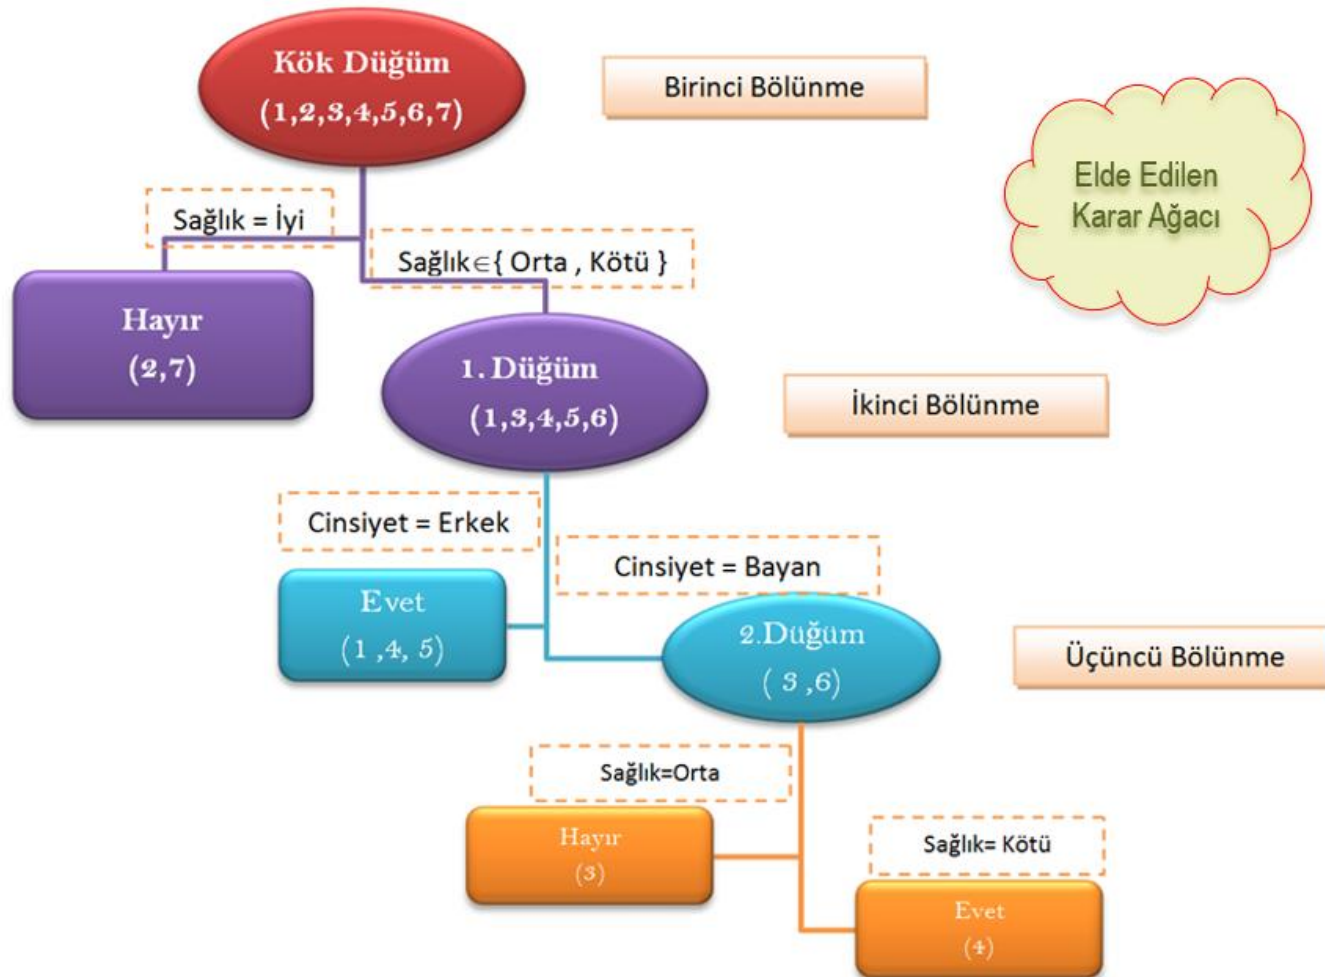 Kök Düğüm
(1,2,3,4,5,6,7)
Birinci Bölünme
Elde Edilen
Karar Ağacı
Sağlık = İyi
Sağlık∈{ Orta , Kötü }
Hayır
(2,7)
1. Düğüm
(1,3,4,5,6)
İkinci Bölünme
Cinsiyet = Erkek
Cinsiyet = Bayan
Evet
(1 ,4, 5)
2.Düğüm
( 3 ,6)
Üçüncü Bölünme
Sağlık=Orta
Hayır
(3)
Sağlık= Kötü
Evet
(4)